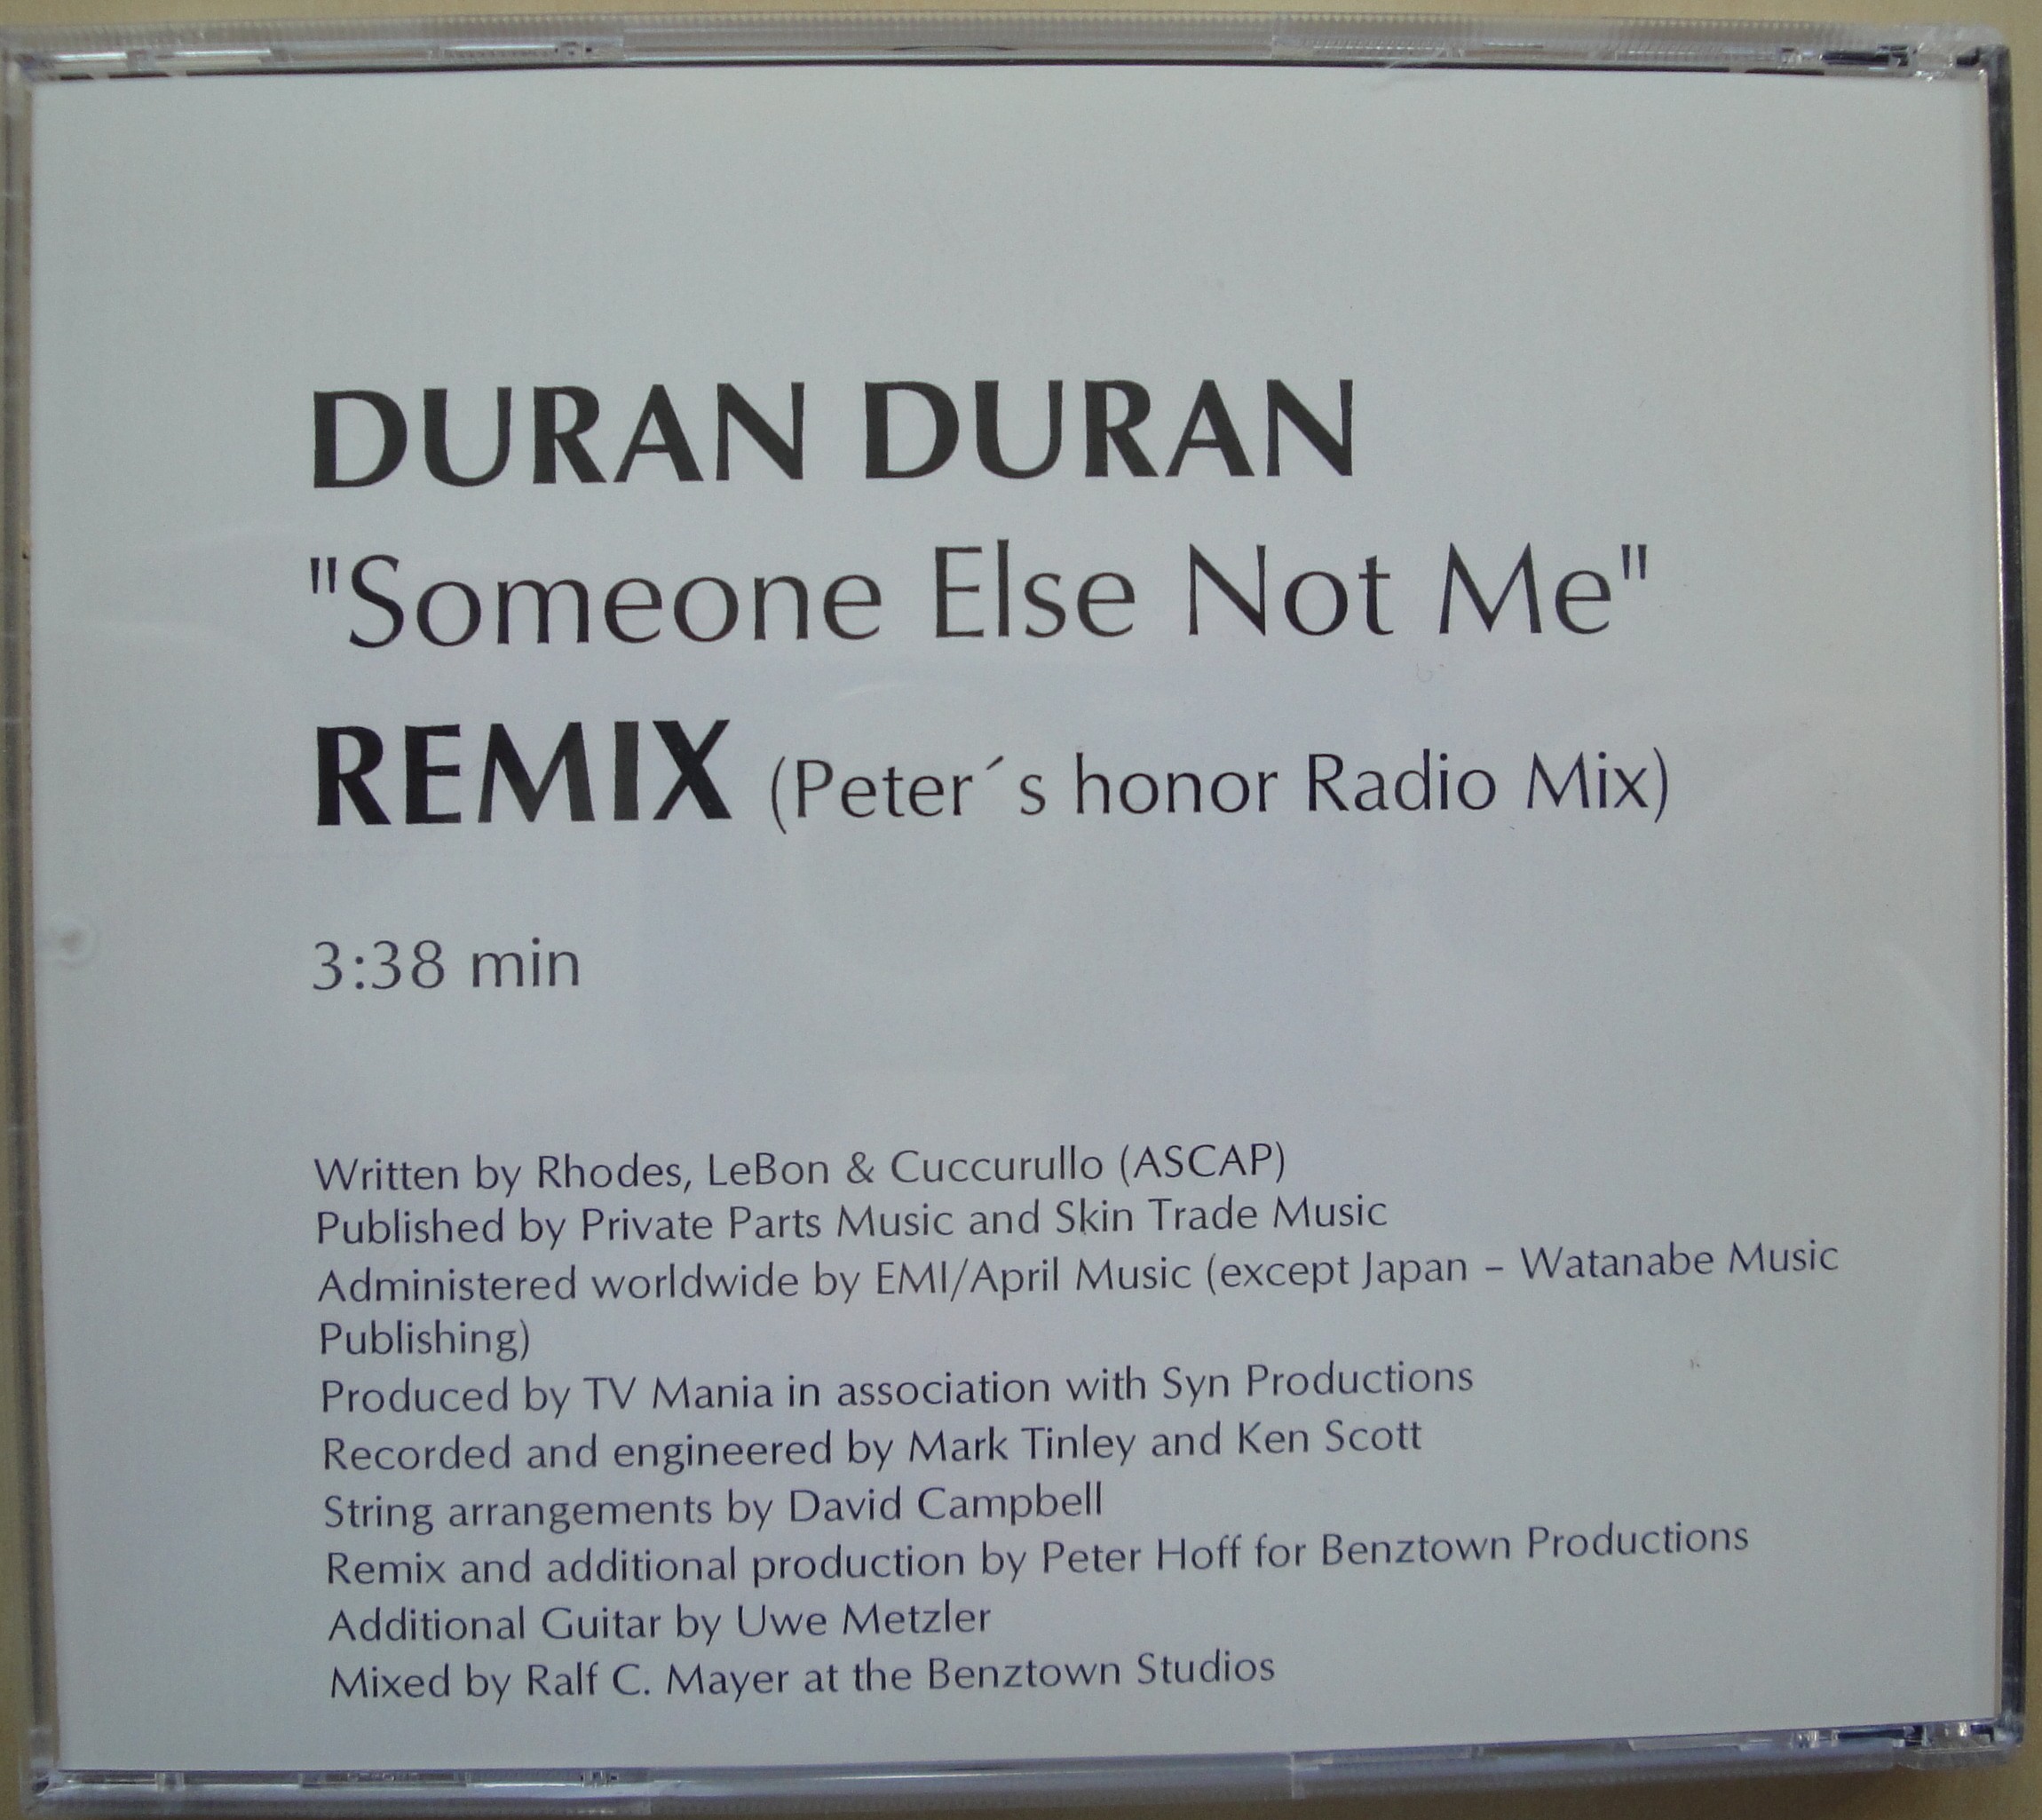 DURAN DURAN
"Someone Else Not Me"
REMIX (Peter´s honor Radio Mix)
3:38 min
Written by Rhodes, LeBon & Cuccurullo (ASCAP)
Published by Private Parts Music and Skin Trade Music
Administered worldwide by EMI/April Music (except Japan – Watanabe Music
Publishing)
Produced by TV Mania in association with Syn Productions
Recorded and engineered by Mark Tinley and Ken Scott
String arrangements by David Campbell
Remix and additional production by Peter Hoff for Benztown Productions
Additional Guitar by Uwe Metzler
Mixed by Ralf C. Mayer at the Benztown Studios